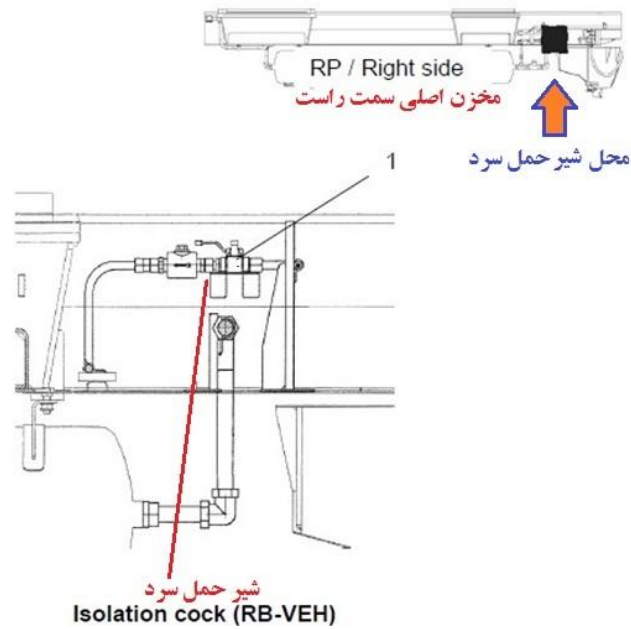 RP / Right side
مخزن اصلی سمت راست
محل شیر حمل سرد
1
شیر حمل سرد
Isolation cock (RB-VEH)